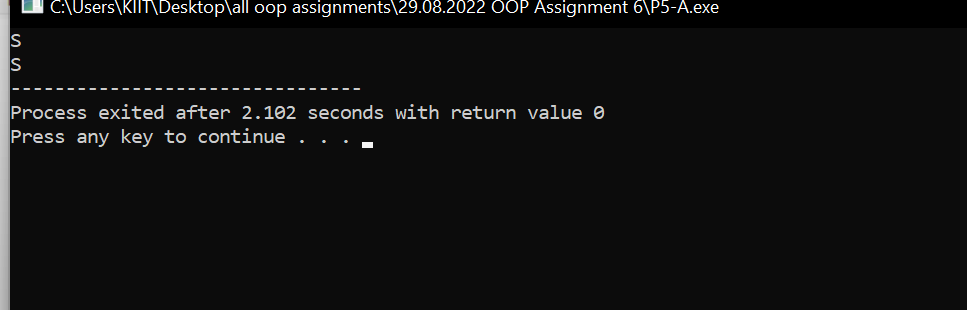 C:\Users\KIIT\Desktop\all oop assignments\29.08.2022 OOP Assignment 6\P5-A.exe
S
S
--------------------------------
Process exited after 2.102 seconds with return value 0
Press any key to continue . . .